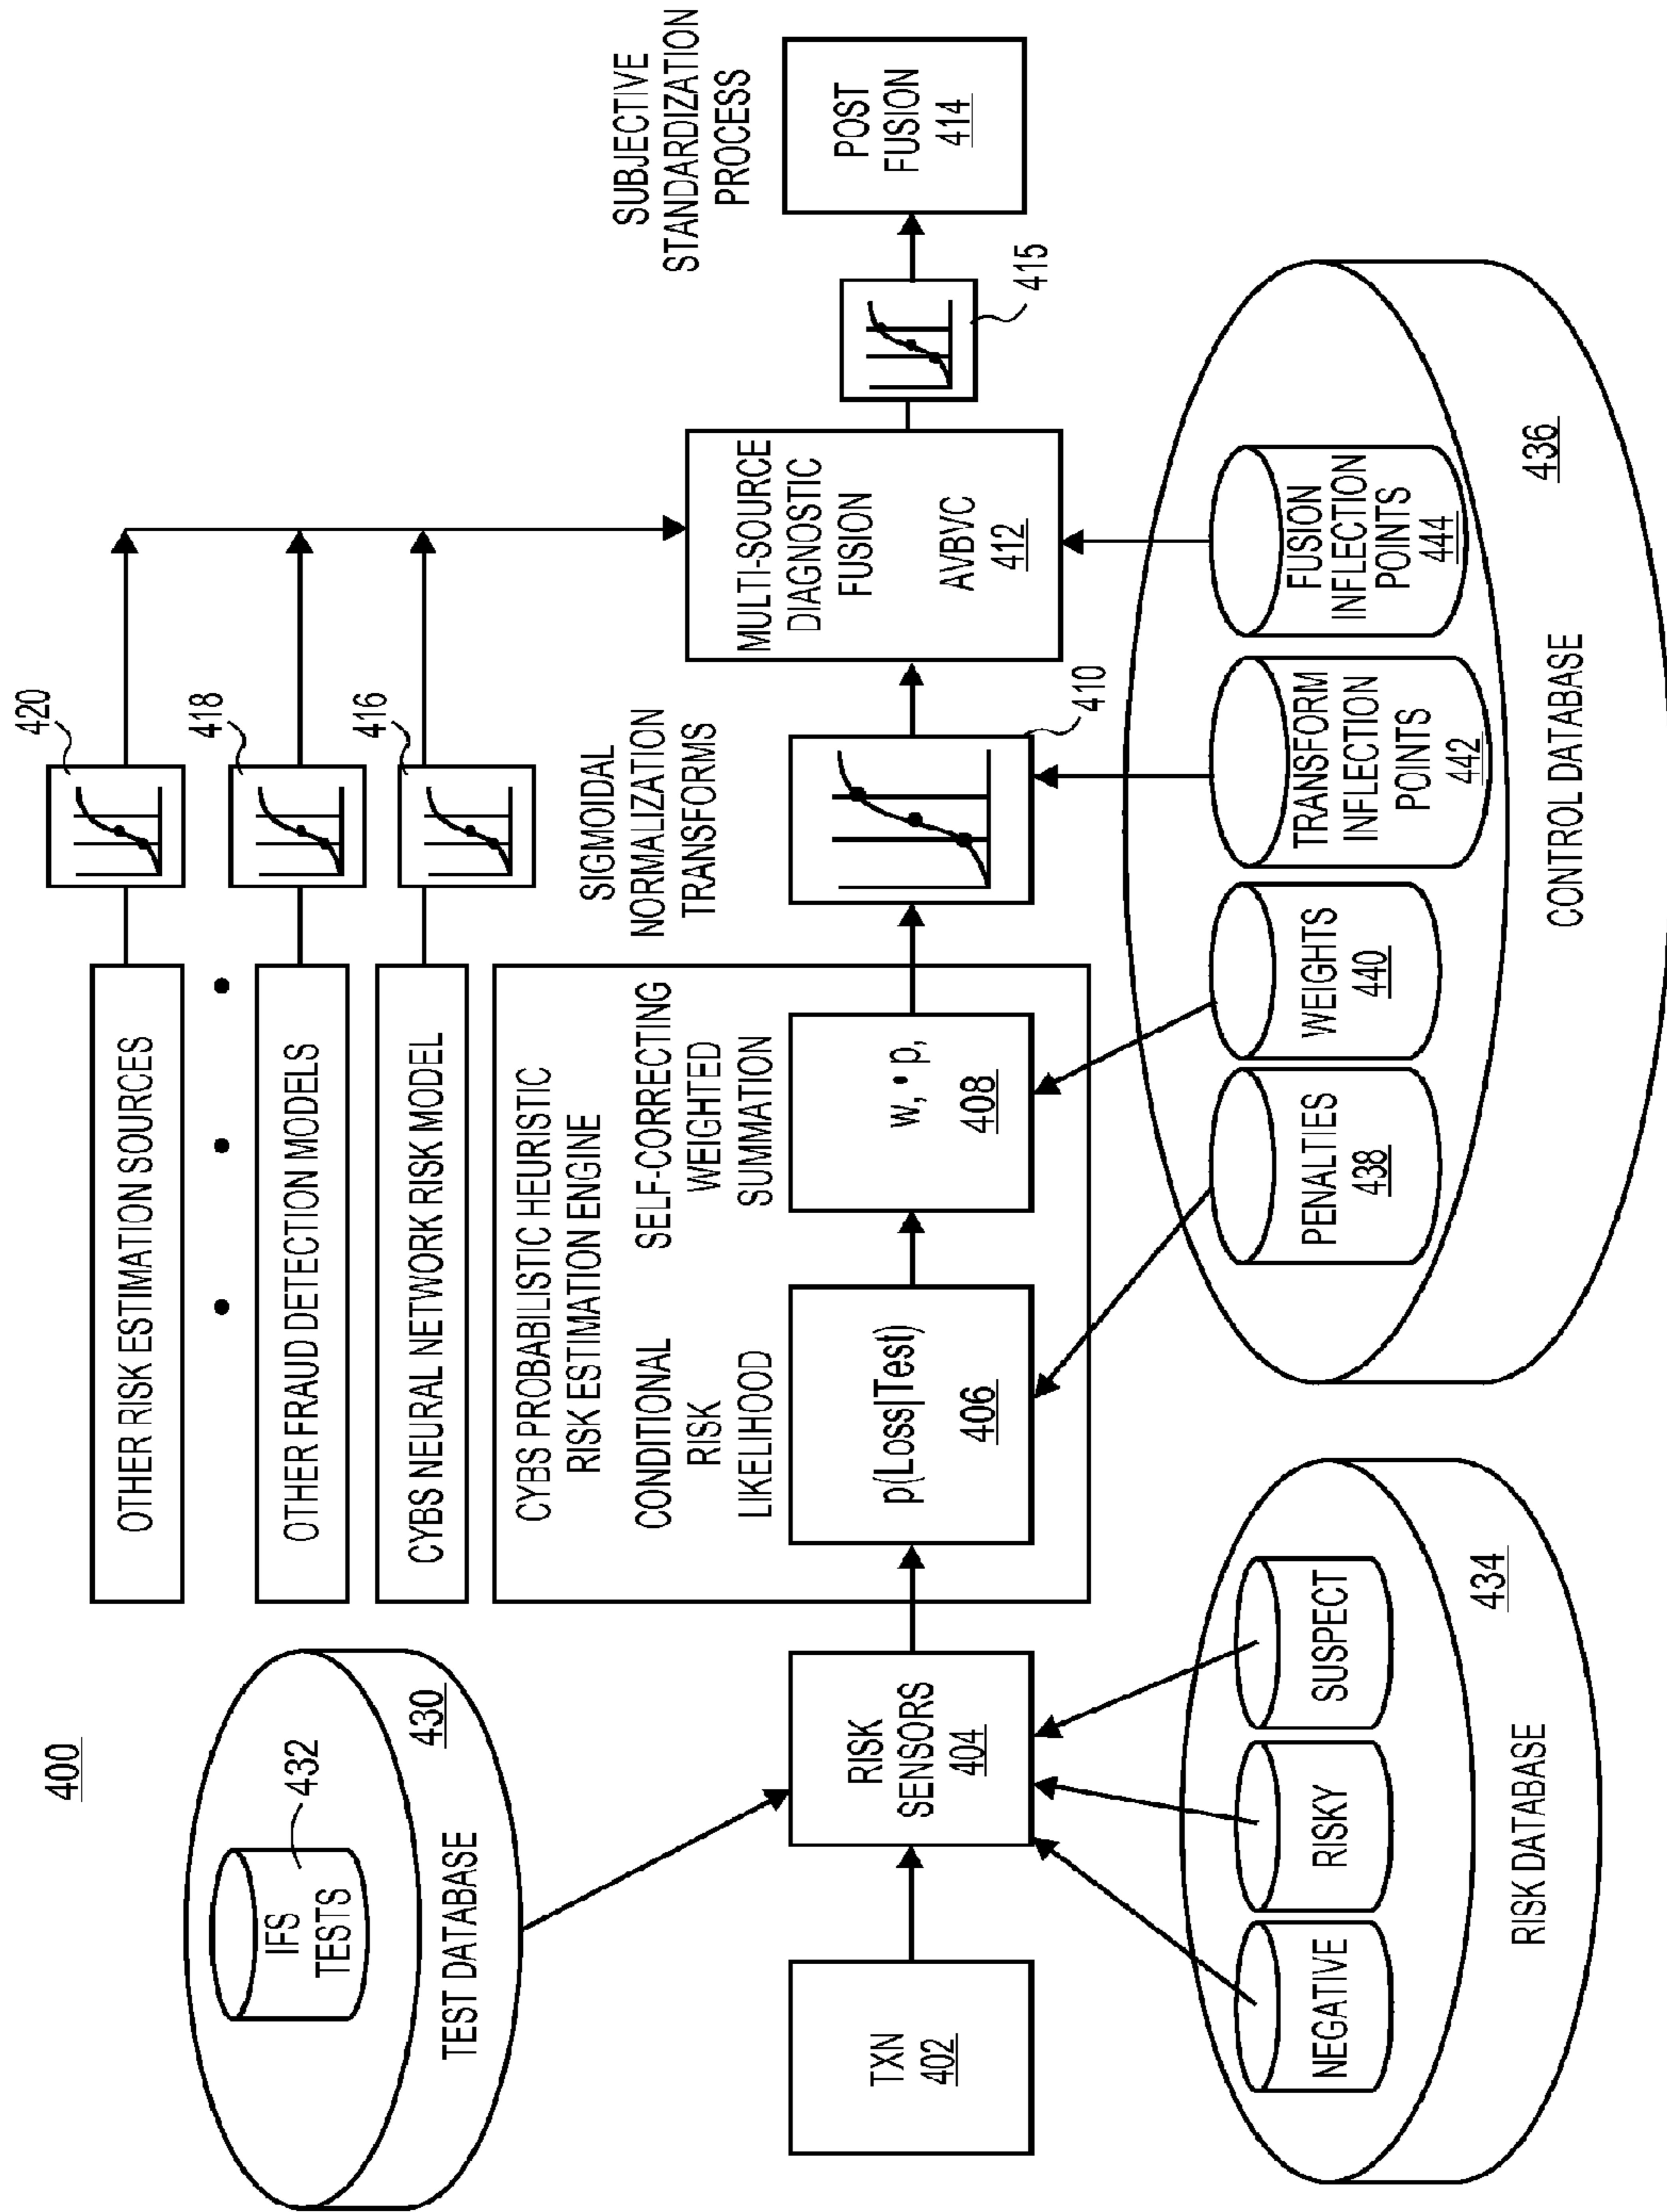 400
IFS
TESTS
432
430
TEST DATABASE
OTHER RISK ESTIMATION SOURCES
420
OTHER FRAUD DETECTION MODELS
418
CYBS NEURAL NETWORK RISK MODEL
416
CYBS PROBABILISTIC HEURISTIC
RISK ESTIMATION ENGINE
CONDITIONAL
RISK
LIKELIHOOD
SELF-CORRECTING
WEIGHTED
SUMMATION
SIGMOIDAL
NORMALIZATION
TRANSFORMS
SUBJECTIVE
STANDARDIZATION
PROCESS
TXN
402
RISK
SENSORS
404
p(Loss|Test)
406
w, • p,
408
410
MULTI-SOURCE
DIAGNOSTIC
FUSION
AVBVC
412
415
POST
FUSION
414
NEGATIVE
RISKY
SUSPECT
434
RISK DATABASE
PENALTIES
438
WEIGHTS
440
TRANSFORM
INFLECTION
POINTS
442
FUSION
INFLECTION
POINTS
444
436
CONTROL DATABASE